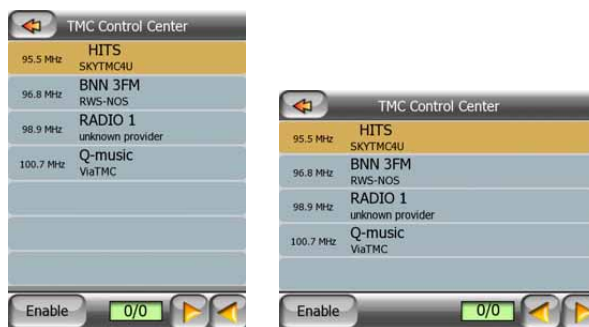 TMC Control Center
95.5 MHz HITS
SKYTMC4U
96.8 MHz BNN 3FM
RWS-NOS
98.9 MHz RADIO 1
unknown provider
100.7 MHz Q-music
ViaTMC
Enable 0/0
TMC Control Center
95.5 MHz HITS
SKYTMC4U
96.8 MHz BNN 3FM
RWS-NOS
98.9 MHz RADIO 1
unknown provider
100.7 MHz Q-music
ViaTMC
Enable 0/0